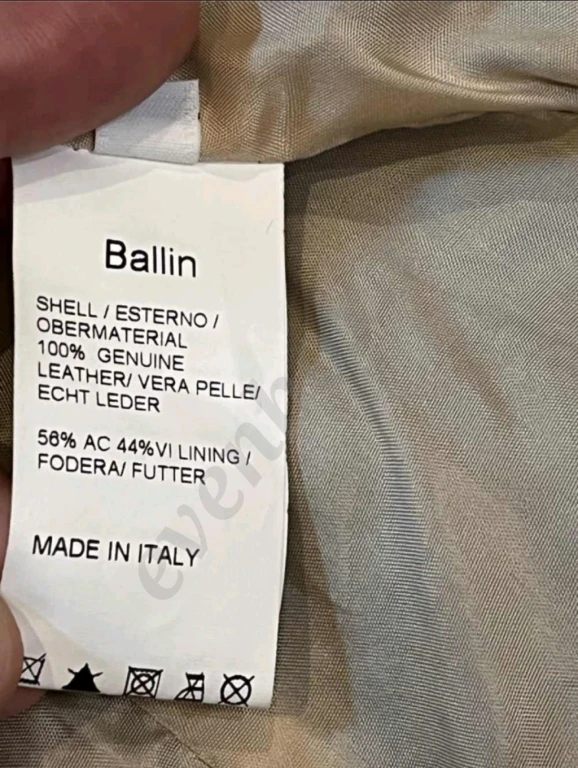 Ballin
SHELL / ESTERNO /
OBERMATERIAL
100% GENUINE
LEATHER/ VERA PELLE/
ECHT LEDER
56% AC 44%VI LINING /
FODERA/ FUTTER
MADE IN ITALY